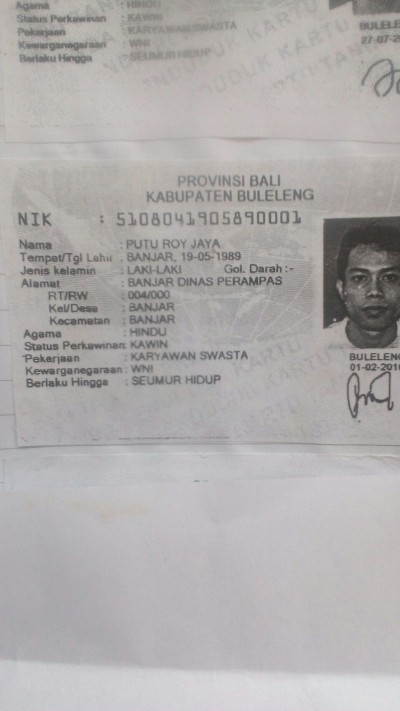 Agama : HINDU
Status Perkawinan : KAWIN
Pekerjaan : KARYAWAN SWASTA
Kewarganegaraan : WNI
Berlaku Hingga : SEUMUR HIDUP
BULELENG
27-07-20
PROVINSI BALI
KABUPATEN BULELENG
NIK : 5108041905890001
Nama : PUTU ROY JAYA
Tempat/Tgl Lahir : BANJAR, 19-05-1989
Jenis kelamin : LAKI-LAKI Gol. Darah :-
Alamat : BANJAR DINAS PERAMPAS
RT/RW : 004/000
Kel/Desa : BANJAR
Kecamatan : BANJAR
Agama : HINDU
Status Perkawinan: KAWIN
Pekerjaan : KARYAWAN SWASTA
Kewarganegaraan : WNI
Berlaku Hingga : SEUMUR HIDUP
BULELENG
01-02-201